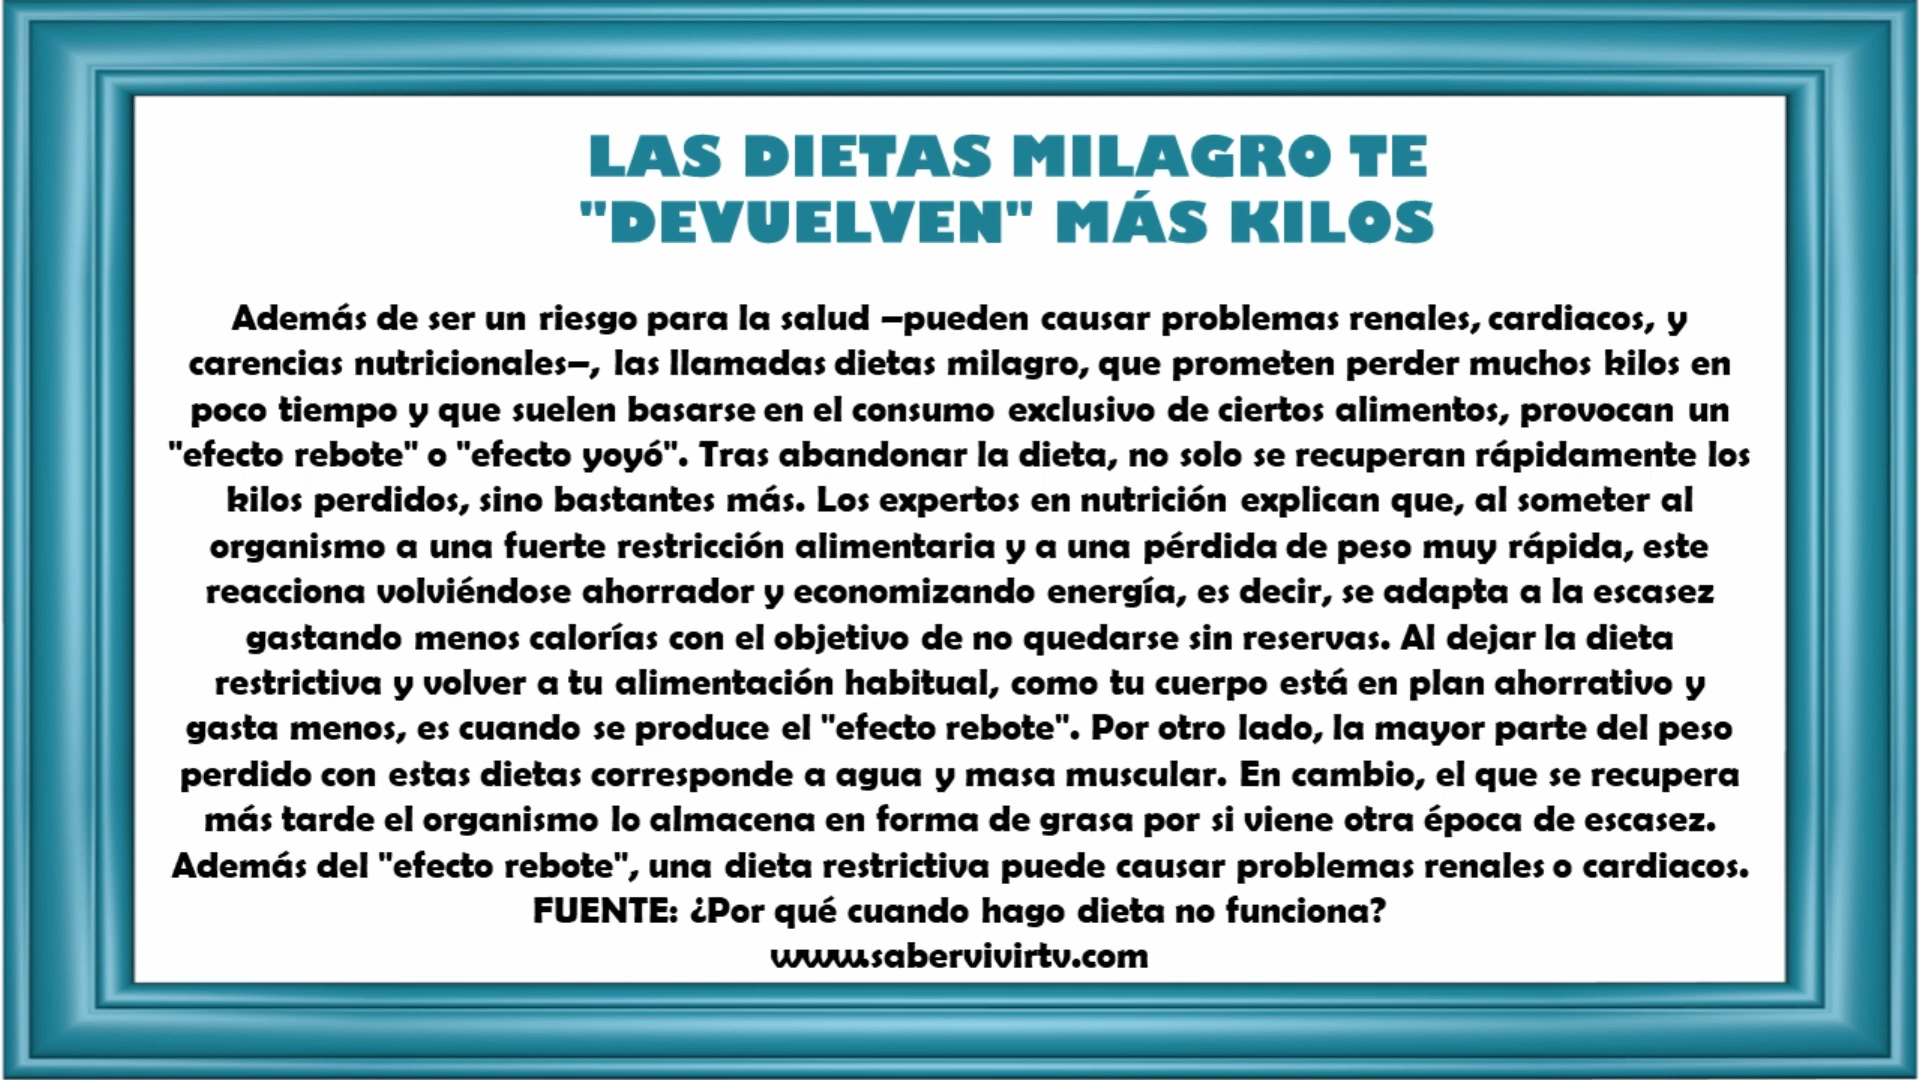 LAS DIETAS MILAGRO TE
"DEVUELVEN" MÁS KILOS
Además de ser un riesgo para la salud –pueden causar problemas renales, cardiacos, y
carencias nutricionales–, las llamadas dietas milagro, que prometen perder muchos kilos en
poco tiempo y que suelen basarse en el consumo exclusivo de ciertos alimentos, provocan un
"efecto rebote" o "efecto yoyó". Tras abandonar la dieta, no solo se recuperan rápidamente los
kilos perdidos, sino bastantes más. Los expertos en nutrición explican que, al someter al
organismo a una fuerte restricción alimentaria y a una pérdida de peso muy rápida, este
reacciona volviéndose ahorrador y economizando energía, es decir, se adapta a la escasez
gastando menos calorías con el objetivo de no quedarse sin reservas. Al dejar la dieta
restrictiva y volver a tu alimentación habitual, como tu cuerpo está en plan ahorrativo y
gasta menos, es cuando se produce el "efecto rebote". Por otro lado, la mayor parte del peso
perdido con estas dietas corresponde a agua y masa muscular. En cambio, el que se recupera
más tarde el organismo lo almacena en forma de grasa por si viene otra época de escasez.
Además del "efecto rebote", una dieta restrictiva puede causar problemas renales o cardiacos.
FUENTE: ¿Por qué cuando hago dieta no funciona?
www.sabervivirtv.com